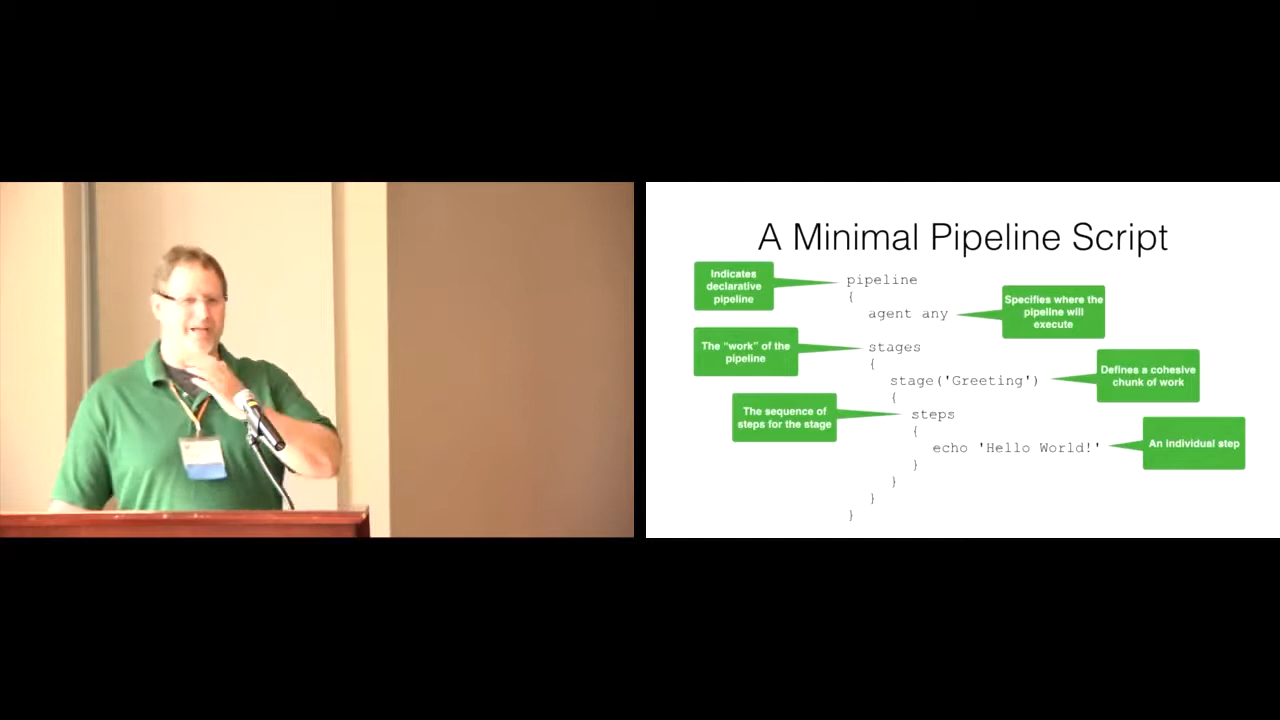 A Minimal Pipeline Script
Indicates
declarative
pipeline
pipeline
{
agent any
Specifies where the
pipeline will
execute
The “work” of the
pipeline
stages
{
stage('Greeting')
Defines a cohesive
chunk of work
{
The sequence of
steps for the stage
steps
{
echo 'Hello World!'
An individual step
}
}
}
}